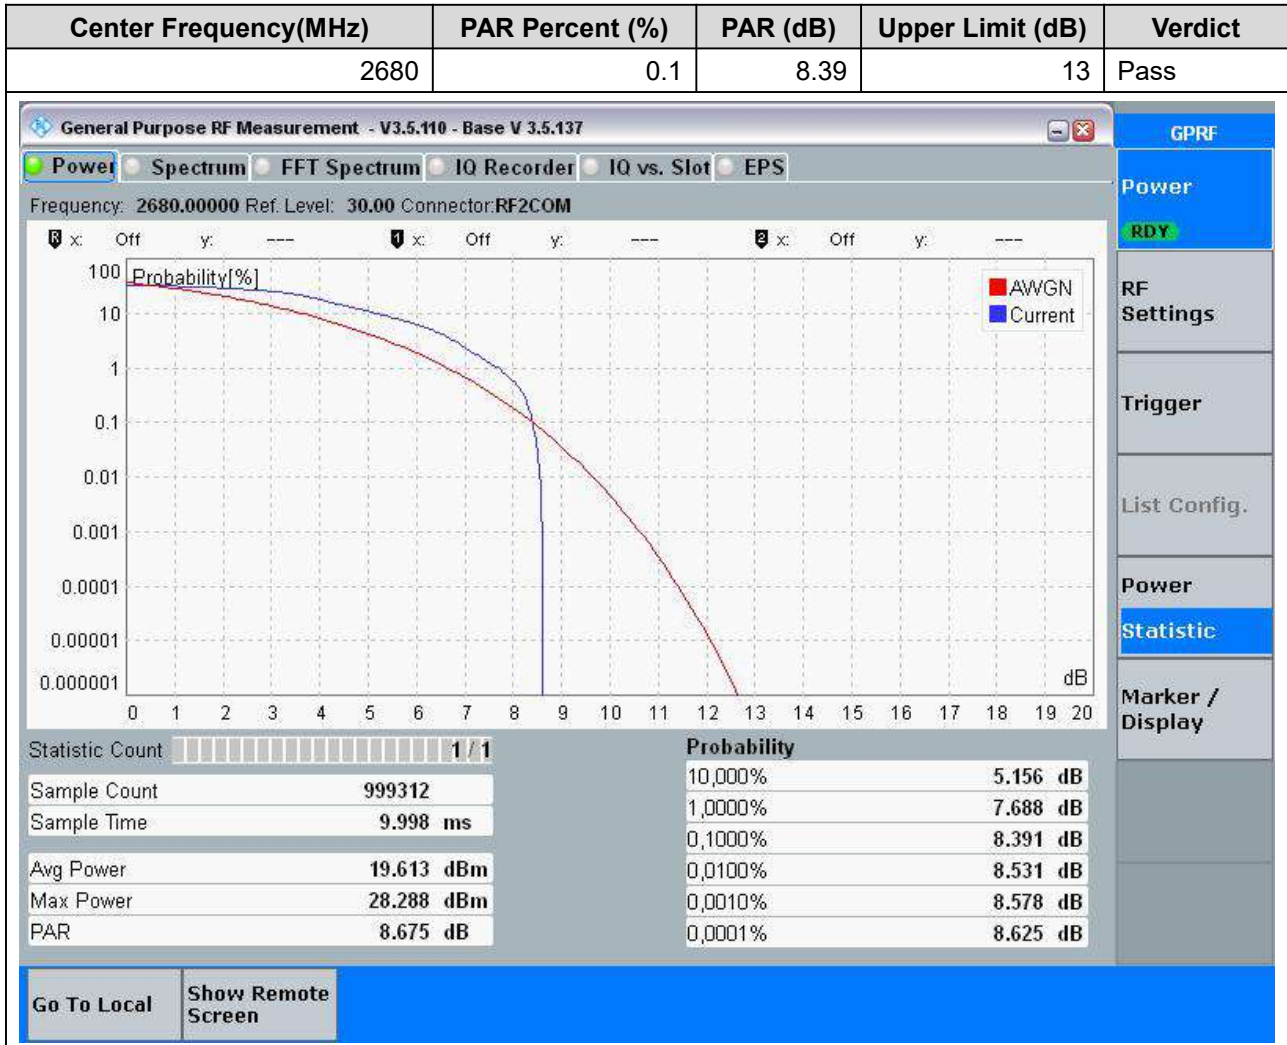 Center Frequency(MHz) PAR Percent (%) PAR (dB) Upper Limit (dB) Verdict
2680 0.1 8.39 13 Pass
General Purpose RF Measurement - V3.5.110 - Base V 3.5.137
GPRF
Power Spectrum FFT Spectrum IQ Recorder IQ vs. Slot EPS
Power
RDY
Frequency: 2680.00000 Ref. Level: 30.00 Connector:RF2COM
R x: Off y: --- 1 x: Off y: --- 2 x: Off y: ---
Probability[%]
AWGN
Current
100
10
1
0.1
0.01
0.001
0.0001
0.00001
0.000001
dB
0 1 2 3 4 5 6 7 8 9 10 11 12 13 14 15 16 17 18 19 20
RF
Settings
Trigger
List Config.
Power
Statistic
Marker /
Display
Statistic Count 1 / 1
Sample Count 999312
Sample Time 9.998 ms
Avg Power 19.613 dBm
Max Power 28.288 dBm
PAR 8.675 dB
Probability
10,000% 5.156 dB
1,0000% 7.688 dB
0,1000% 8.391 dB
0,0100% 8.531 dB
0,0010% 8.578 dB
0,0001% 8.625 dB
Go To Local
Show Remote
Screen